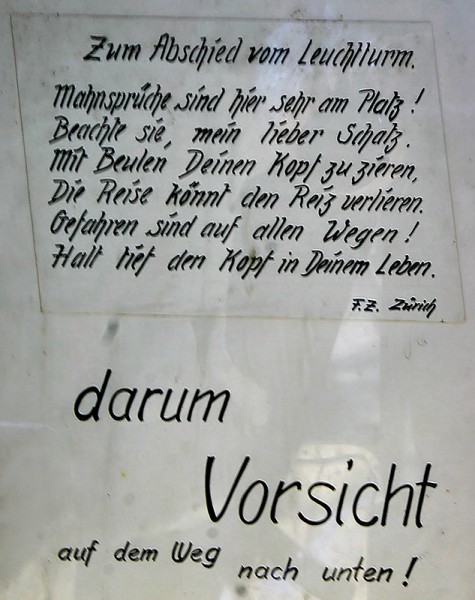 Zum Abschied vom Leuchtturm.
Mahnsprüche sind hier sehr am Platz!
Beachte sie, mein lieber Schatz.
Mit Beulen Deinen Kopf zu zieren,
Die Reise könnt den Reiz verlieren.
Gefahren sind auf allen Wegen!
Halt tief den Kopf in Deinem Leben.
F.Z. Zürich
darum
Vorsicht
auf dem Weg nach unten!